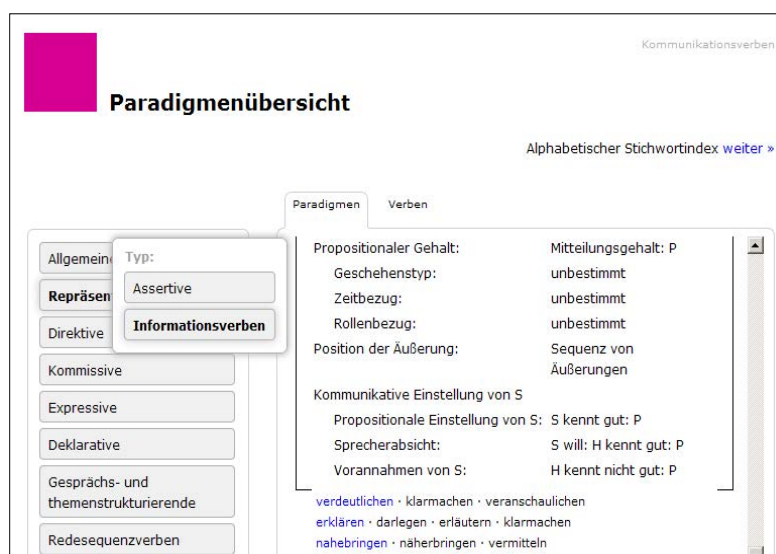 Kommunikationsverben
Paradigmenübersicht
Alphabetischer Stichwortindex weiter »
Paradigmen Verben
Allgemein
Repräsen
Direktive
Kommissive
Expressive
Deklarative
Gesprächs- und
themenstrukturierende
Redesequenzverben
Typ:
Assertive
Informationsverben
Propositionaler Gehalt: Mitteilungsgehalt: P
Geschehenstyp: unbestimmt
Zeitbezug: unbestimmt
Rollenbezug: unbestimmt
Position der Äußerung: Sequenz von
Äußerungen
Kommunikative Einstellung von S
Propositionale Einstellung von S: S kennt gut: P
Sprecherabsicht: S will: H kennt gut: P
Vorannahmen von S: H kennt nicht gut: P
verdeutlichen · klarmachen · veranschaulichen
erklären · darlegen · erläutern · klarmachen
nahebringen · näherbringen · vermitteln